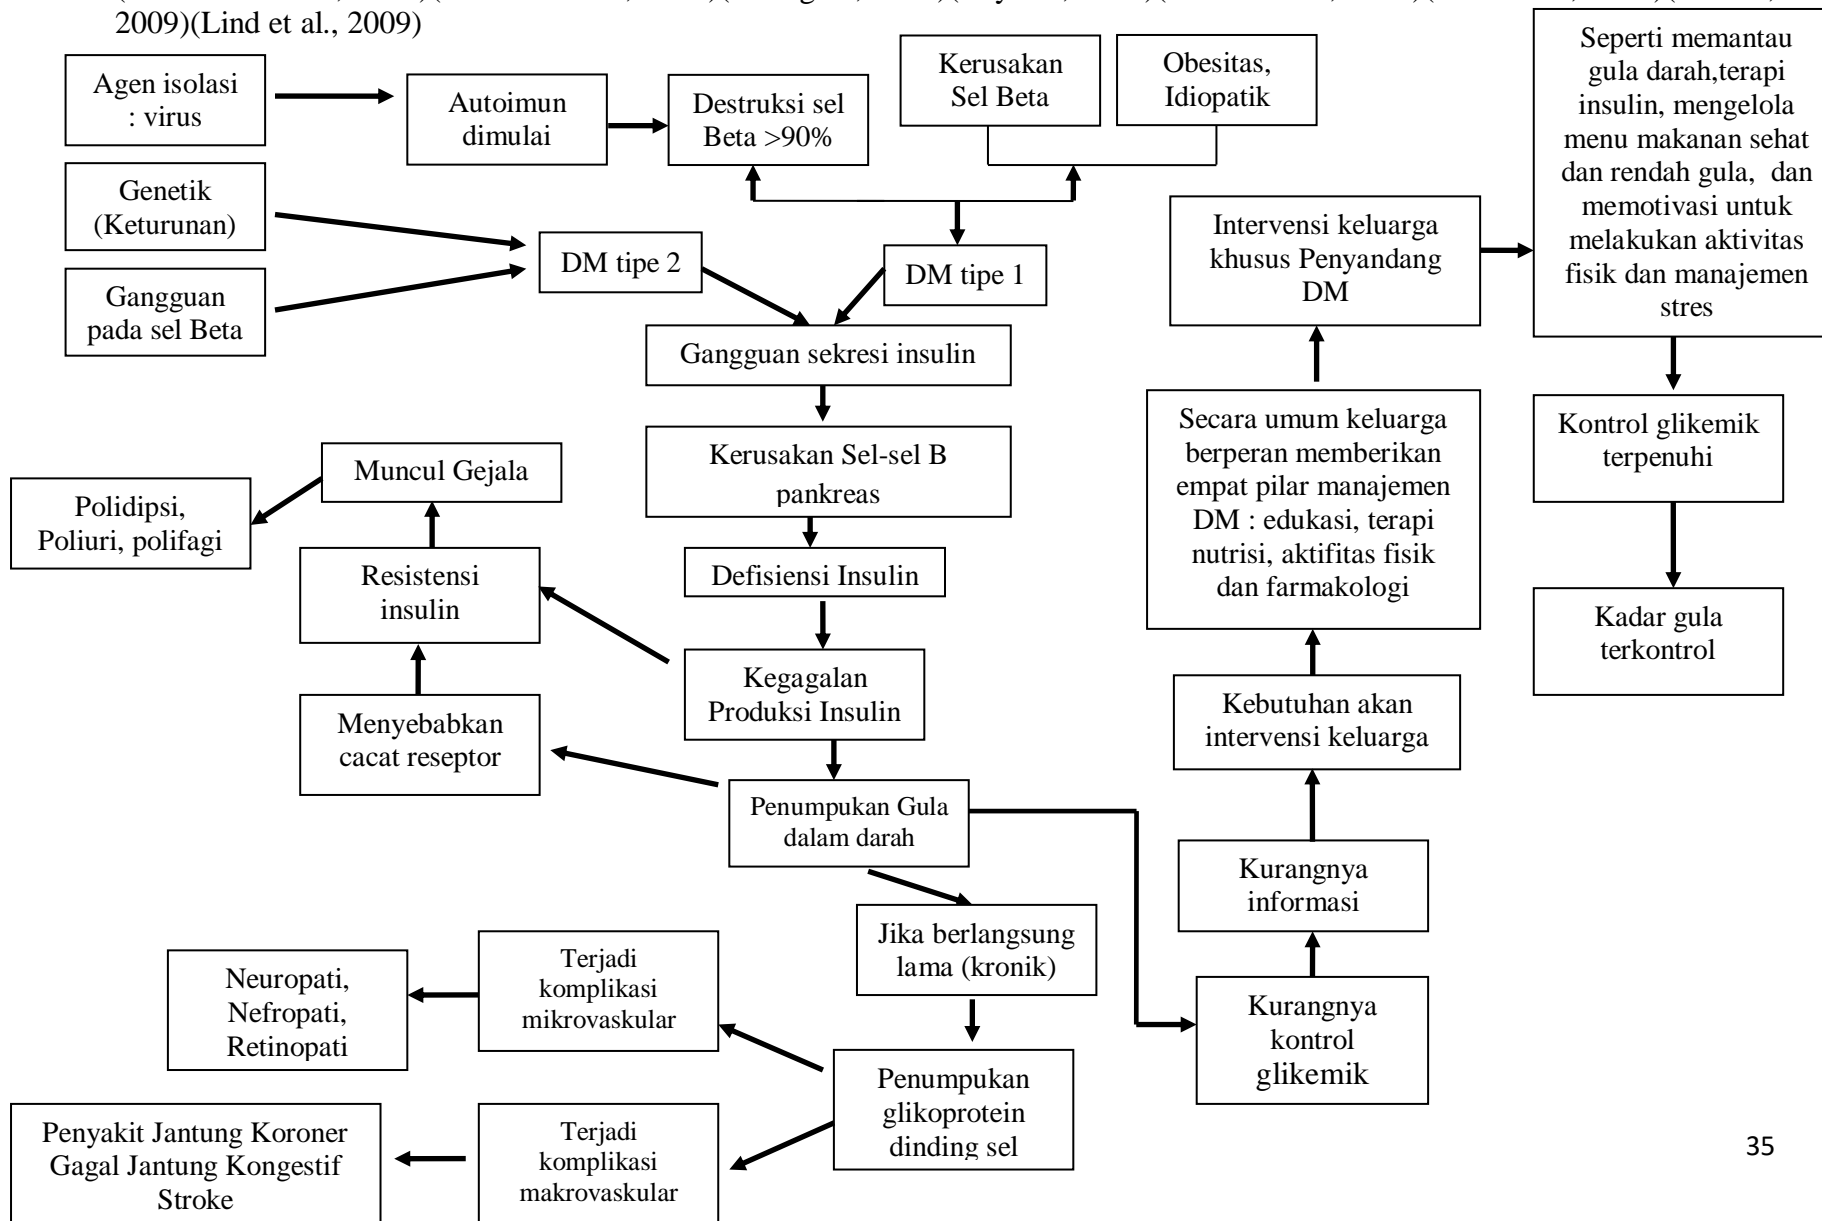 2009)(Lind et al., 2009)
Agen isolasi
: virus
Autoimun
dimulai
Destruksi sel
Beta >90%
Kerusakan
Sel Beta
Obesitas,
Idiopatik
Seperti memantau
gula darah,terapi
insulin, mengelola
menu makanan sehat
dan rendah gula, dan
memotivasi untuk
melakukan aktivitas
fisik dan manajemen
stres
Genetik
(Keturunan)
Gangguan
pada sel Beta
DM tipe 2
DM tipe 1
Intervensi keluarga
khusus Penyandang
DM
Gangguan sekresi insulin
Kerusakan Sel-sel B
pankreas
Secara umum keluarga
berperan memberikan
empat pilar manajemen
DM : edukasi, terapi
nutrisi, aktifitas fisik
dan farmakologi
Kontrol glikemik
terpenuhi
Muncul Gejala
Polidipsi,
Poliuri, polifagi
Resistensi
insulin
Defisiensi Insulin
Kadar gula
terkontrol
Kegagalan
Produksi Insulin
Menyebabkan
cacat reseptor
Kebutuhan akan
intervensi keluarga
Penumpukan Gula
dalam darah
Kurangnya
informasi
Jika berlangsung
lama (kronik)
Neuropati,
Nefropati,
Retinopati
Terjadi
komplikasi
mikrovaskular
Kurangnya
kontrol
glikemik
Penumpukan
glikoprotein
dinding sel
Penyakit Jantung Koroner
Gagal Jantung Kongestif
Stroke
Terjadi
komplikasi
makrovaskular
35